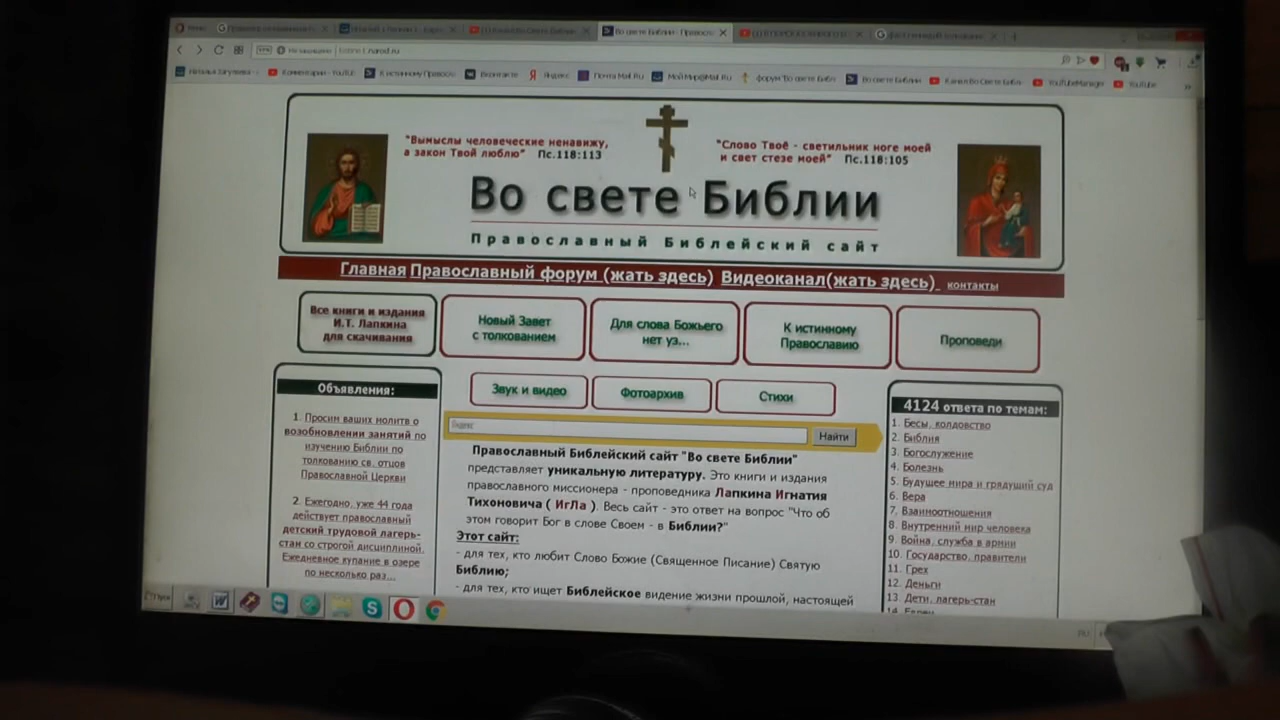 "Вымыслы человеческие ненавижу,
а закон Твой люблю" Пс.118:113
"Слово Твоё - светильник ноге моей
и свет стезе моей" Пс.118:105
Во свете Библии
Православный Библейский сайт
Главная Православный форум (жать здесь) Видеоканал(жать здесь) контакты
Все книги и издания
И.Т. Лапкина
для скачивания
Новый Завет
с толкованием
Для слова Божьего
нет уз...
К истинному
Православию
Проповеди
Звук и видео
Фотоархив
Стихи
Объявления:
1. Просим ваших молитв о
возобновлении занятий по
изучению Библии по
толкованию св. отцов
Православной Церкви
2. Ежегодно, уже 44 года
действует православный
детский трудовой лагерь-
стан со строгой дисциплиной.
Ежедневное купание в озере
по несколько раз...
Яндекс
Найти
Православный Библейский сайт "Во свете Библии"
представляет уникальную литературу. Это книги и издания
православного миссионера - проповедника Лапкина Игнатия
Тихоновича ( ИгЛа ). Весь сайт - это ответ на вопрос "Что об
этом говорит Бог в слове Своем - в Библии?"
Этот сайт:
- для тех, кто любит Слово Божие (Священное Писание) Святую
Библию;
- для тех, кто ищет Библейское видение жизни прошлой, настоящей
4124 ответа по темам:
1. Бесы, колдовство
2. Библия
3. Богослужение
4. Болезнь
5. Будущее мира и грядущий суд
6. Вера
7. Взаимоотношения
8. Внутренний мир человека
9. Война, служба в армии
10. Государство, правители
11. Грех
12. Деньги
13. Дети, лагерь-стан